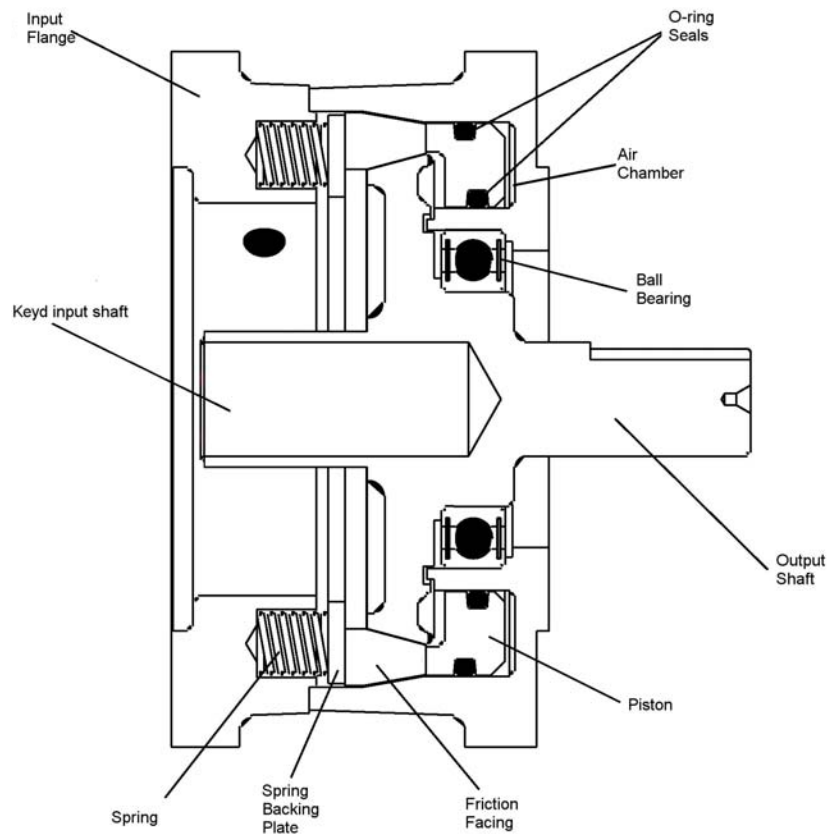 Input
Flange
O-ring
Seals
Air
Chamber
Ball
Bearing
Keyd input shaft
Output
Shaft
Piston
Spring
Spring
Backing
Plate
Friction
Facing